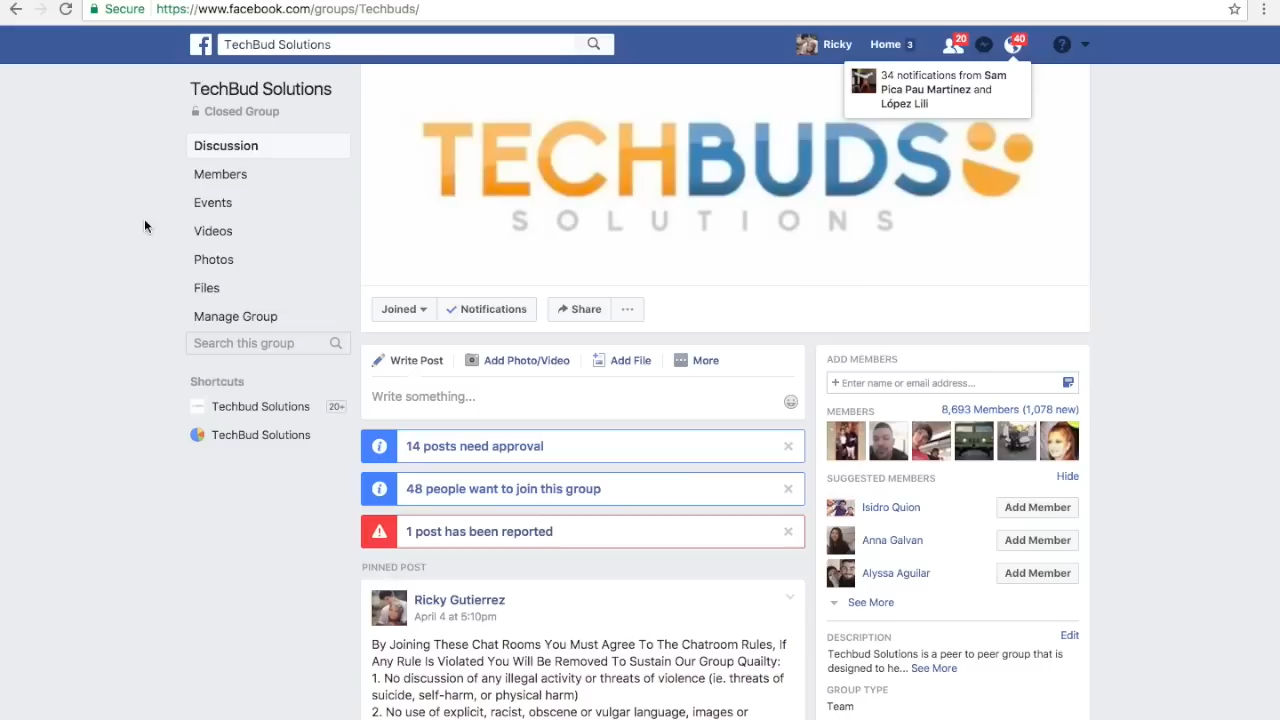 Secure https://www.facebook.com/groups/Techbuds/
TechBud Solutions
Ricky
Home 3
20
40
34 notifications from Sam
Pica Pau Martinez and
López Lili
TechBud Solutions
Closed Group
Discussion
Members
Events
Videos
Photos
Files
Manage Group
Search this group
Shortcuts
Techbud Solutions 20+
TechBud Solutions
TECHBUDS
SOLUTIONS
Joined
Notifications
Share
Write Post
Add Photo/Video
Add File
More
Write something...
14 posts need approval
48 people want to join this group
1 post has been reported
PINNED POST
Ricky Gutierrez
April 4 at 5:10pm
By Joining These Chat Rooms You Must Agree To The Chatroom Rules, If
Any Rule Is Violated You Will Be Removed To Sustain Our Group Quailty:
1. No discussion of any illegal activity or threats of violence (ie. threats of
suicide, self-harm, or physical harm)
2. No use of explicit, racist, obscene or vulgar language, images or
ADD MEMBERS
+ Enter name or email address...
MEMBERS
8,693 Members (1,078 new)
SUGGESTED MEMBERS
Hide
Isidro Quion
Add Member
Anna Galvan
Add Member
Alyssa Aguilar
Add Member
See More
DESCRIPTION
Edit
Techbud Solutions is a peer to peer group that is
designed to he... See More
GROUP TYPE
Team